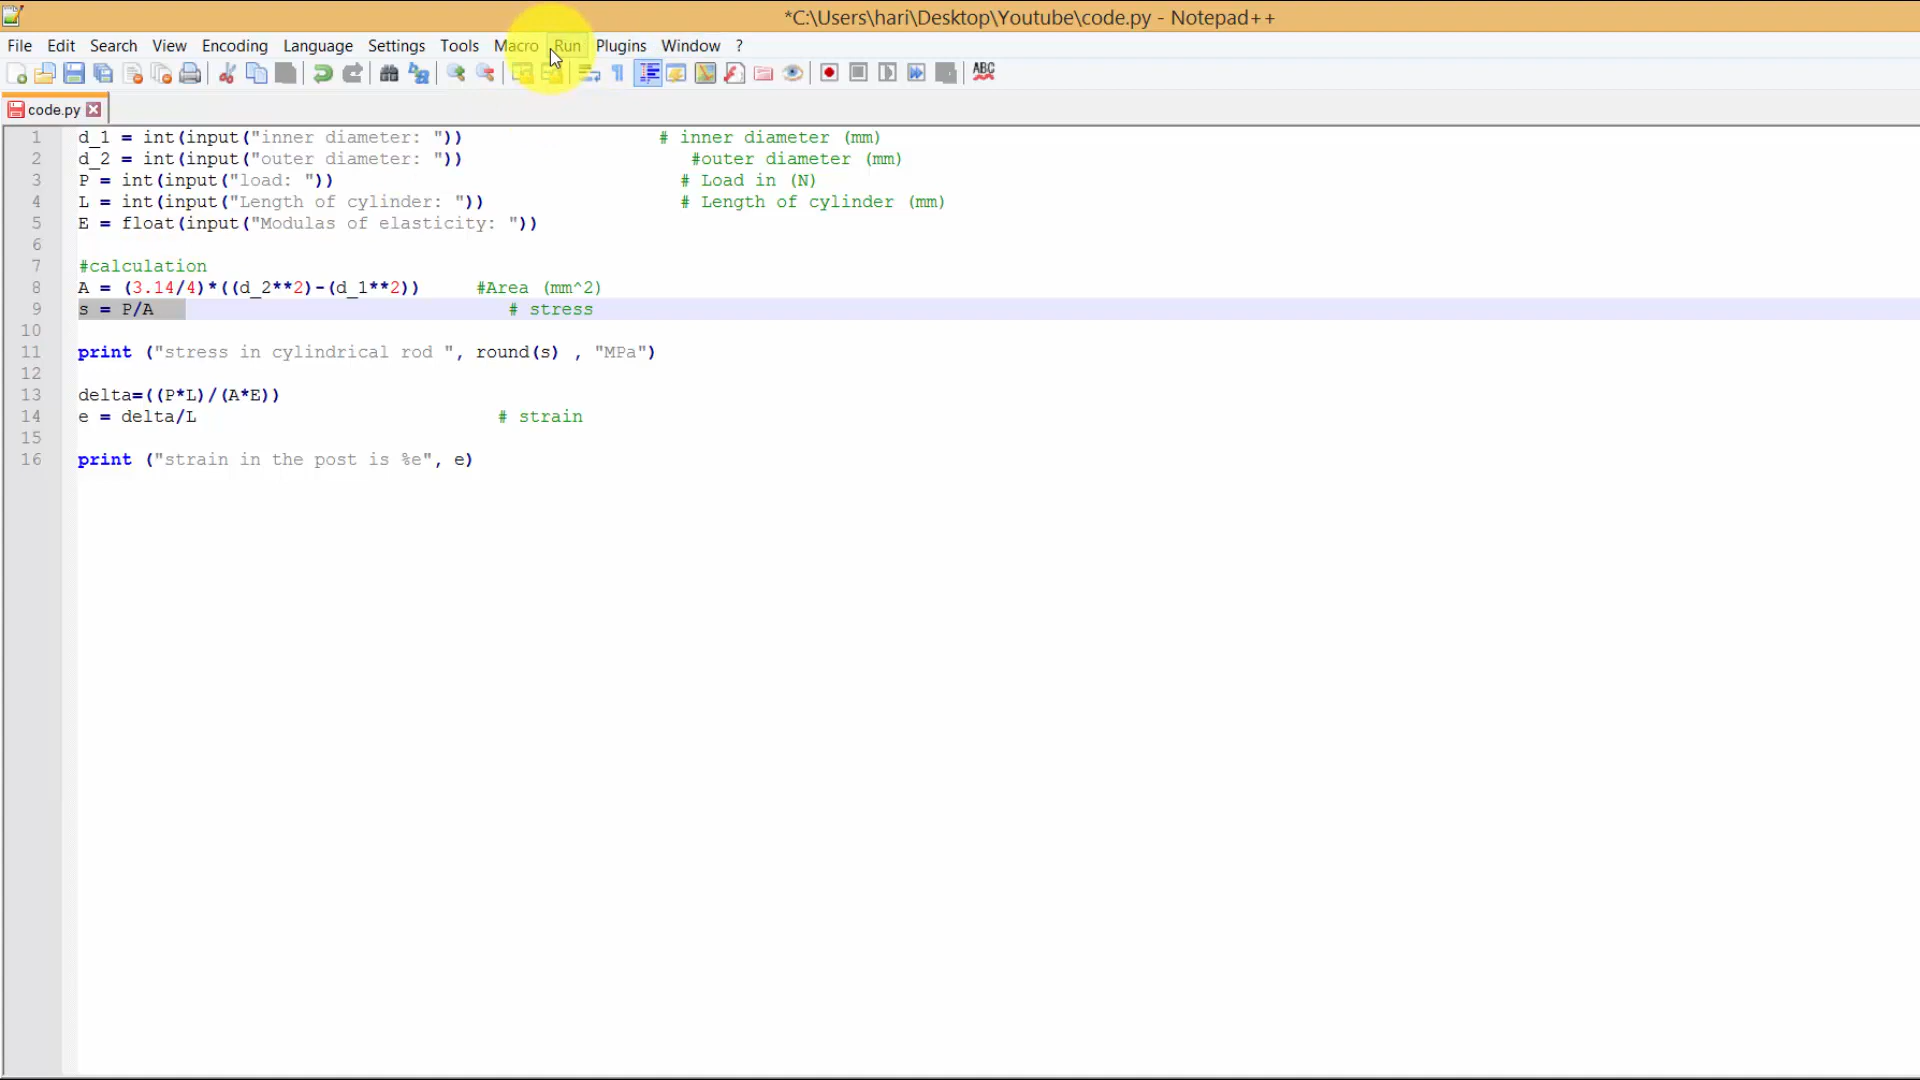 *C:\Users\hari\Desktop\Youtube\code.py - Notepad++
File Edit Search View Encoding Language Settings Tools Macro Run Plugins Window ?
ABC
code.py
1 d_1 = int(input("inner diameter: ")) # inner diameter (mm)
2 d_2 = int(input("outer diameter: ")) #outer diameter (mm)
3 P = int(input("load: ")) # Load in (N)
4 L = int(input("Length of cylinder: ")) # Length of cylinder (mm)
5 E = float(input("Modulas of elasticity: "))
6
7 #calculation
8 A = (3.14/4)*((d_2**2)-(d_1**2)) #Area (mm^2)
9 s = P/A # stress
10
11 print ("stress in cylindrical rod ", round(s) , "MPa")
12
13 delta=((P*L)/(A*E))
14 e = delta/L # strain
15
16 print ("strain in the post is %e", e)